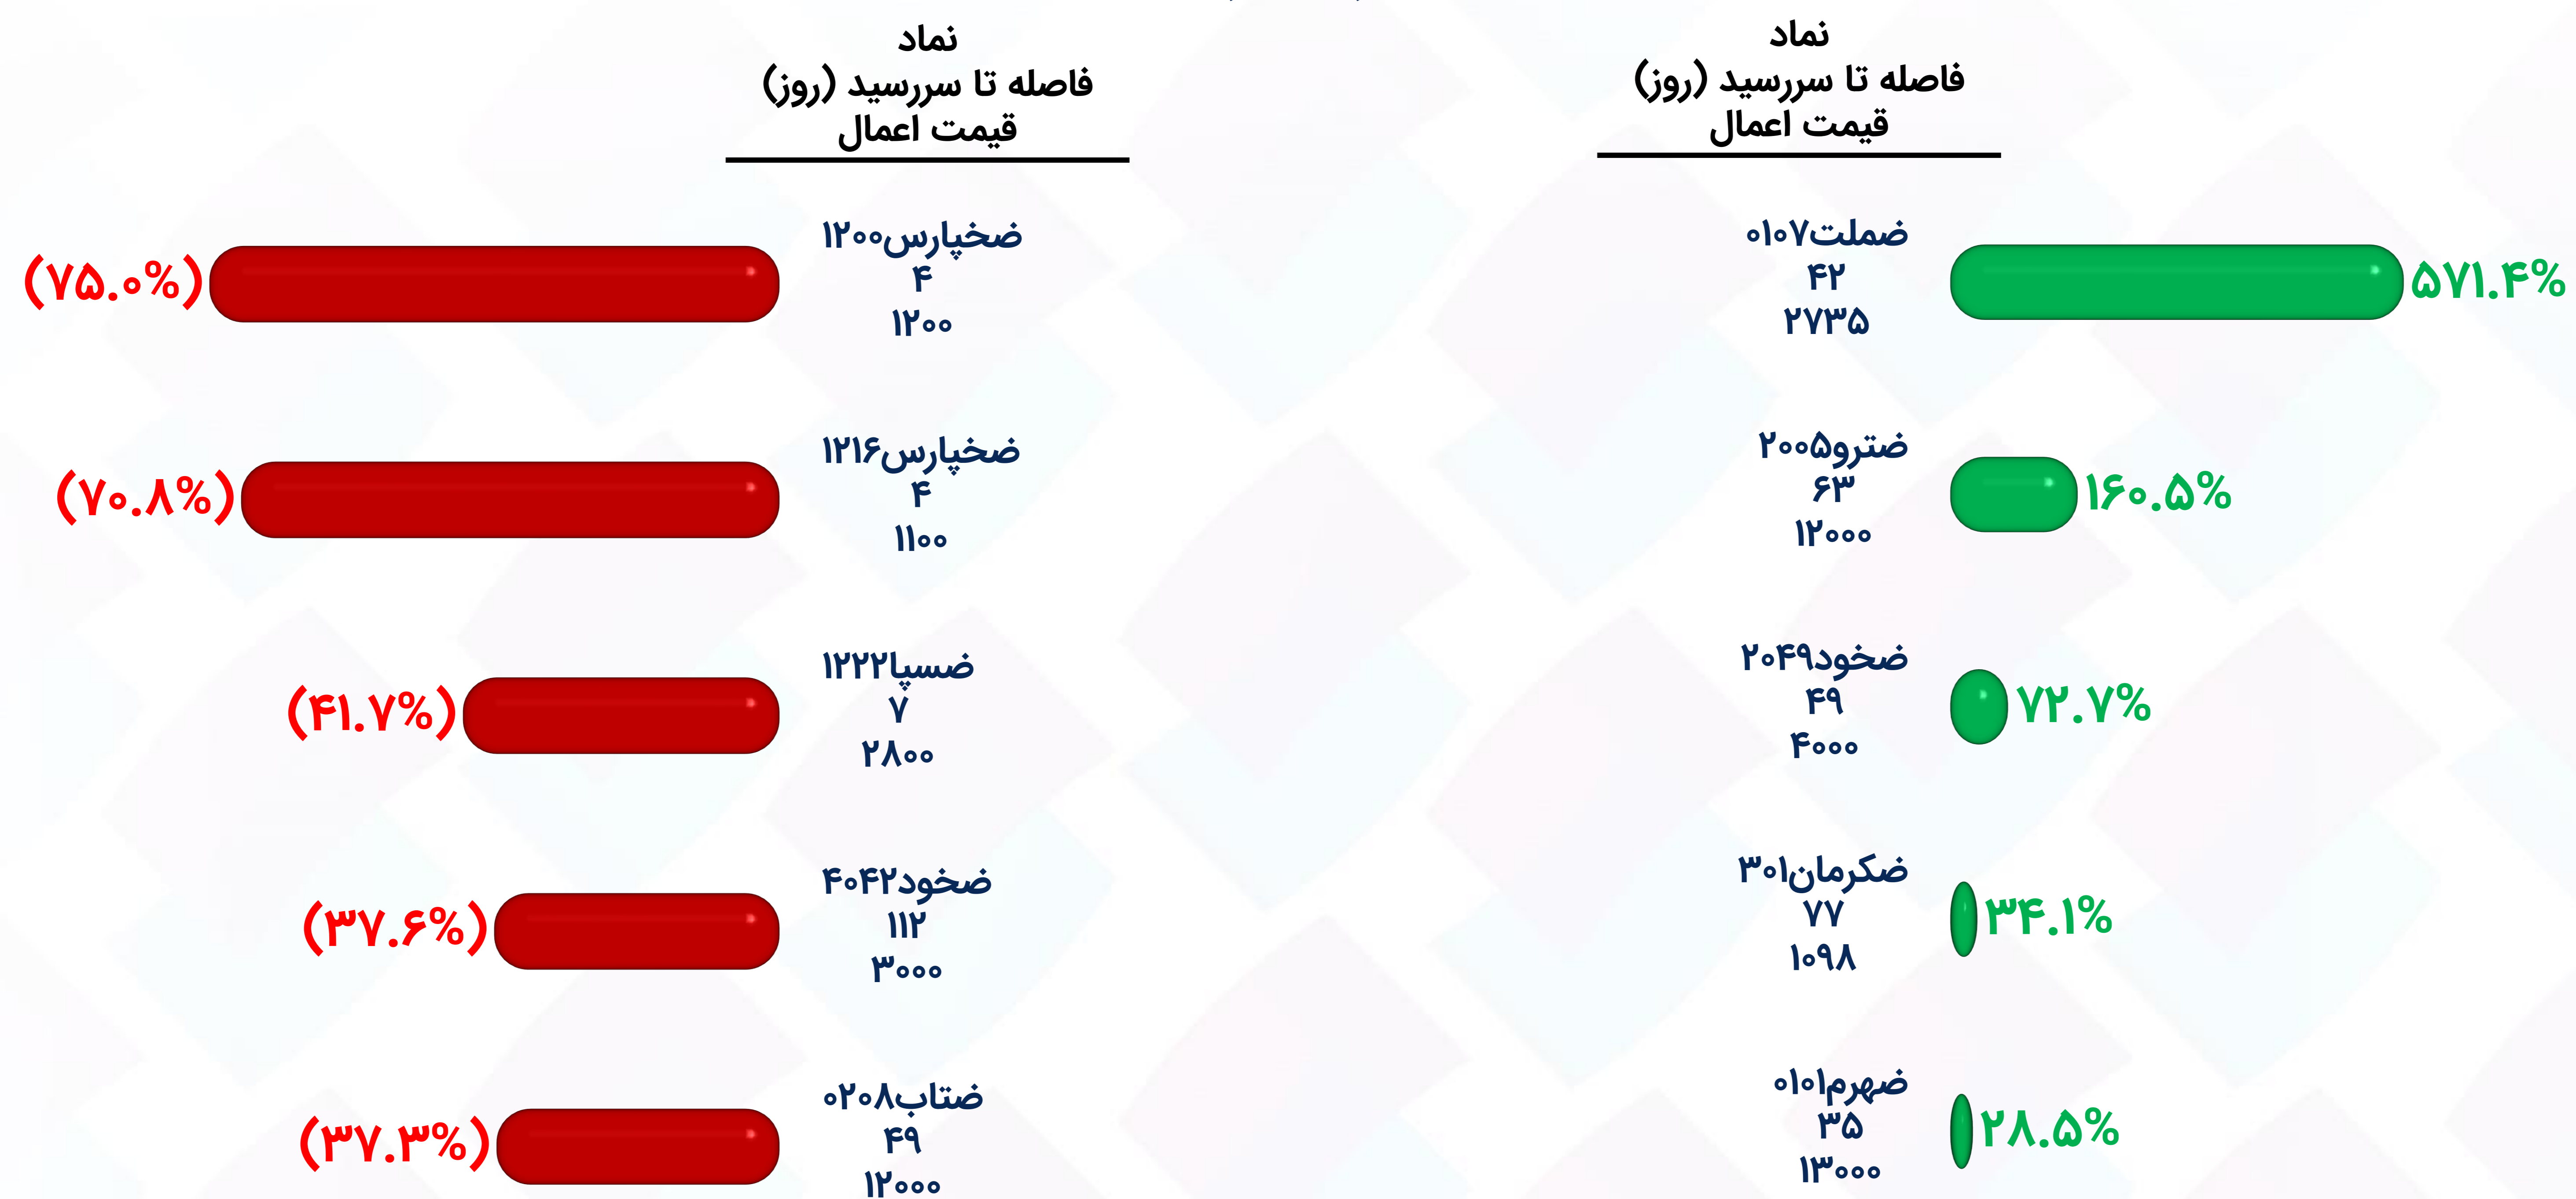 نماد
فاصله تا سررسید (روز)
قیمت اعمال
ضملت۰۱۰۷
۴۲
۲۷۳۵
۵۷۱.۴%
ضترو۲۰۰۵
۶۳
۱۲۰۰۰
۱۶۰.۵%
ضخود۲۰۴۹
۴۹
۴۰۰۰
۷۲.۷%
ضکرمان۳۰۱
۷۷
۱۰۹۸
۳۴.۱%
ضهرم۰۱۰۱
۳۵
۱۳۰۰۰
۲۸.۵%
نماد
فاصله تا سررسید (روز)
قیمت اعمال
ضخپارس۱۲۰۰
۴
۱۲۰۰
(۷۵.۰%)
ضخپارس۱۲۱۶
۴
۱۱۰۰
(۷۰.۸%)
ضسپا۱۲۲۲
۷
۲۸۰۰
(۴۱.۷%)
ضخود۴۰۴۲
۱۱۲
۳۰۰۰
(۳۷.۶%)
ضتاب۰۲۰۸
۴۹
۱۲۰۰۰
(۳۷.۳%)